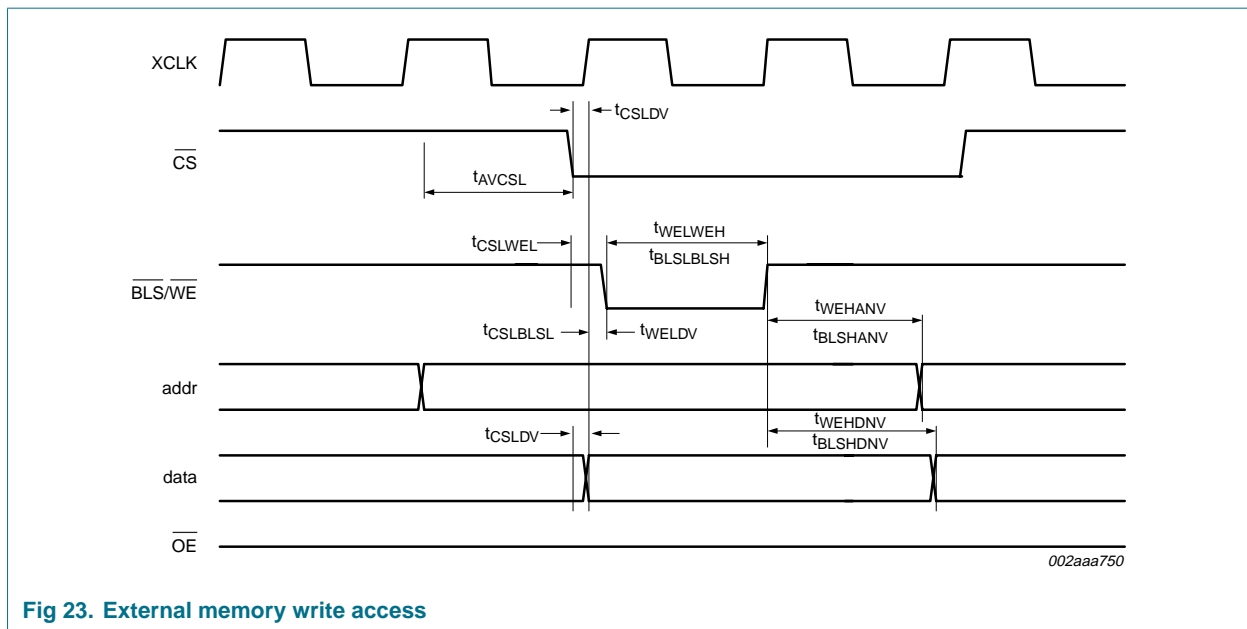 XCLK
tCSLDV
CS
tAVCSL
tCSLWEL
tWELWEH
tBLSLBLSH
BLS/WE
tCSLBLSL
tWELDV
tWEHANV
tBLSHANV
addr
tCSLDV
tWEHDNV
tBLSHDNV
data
OE
002aaa750
Fig 23. External memory write access